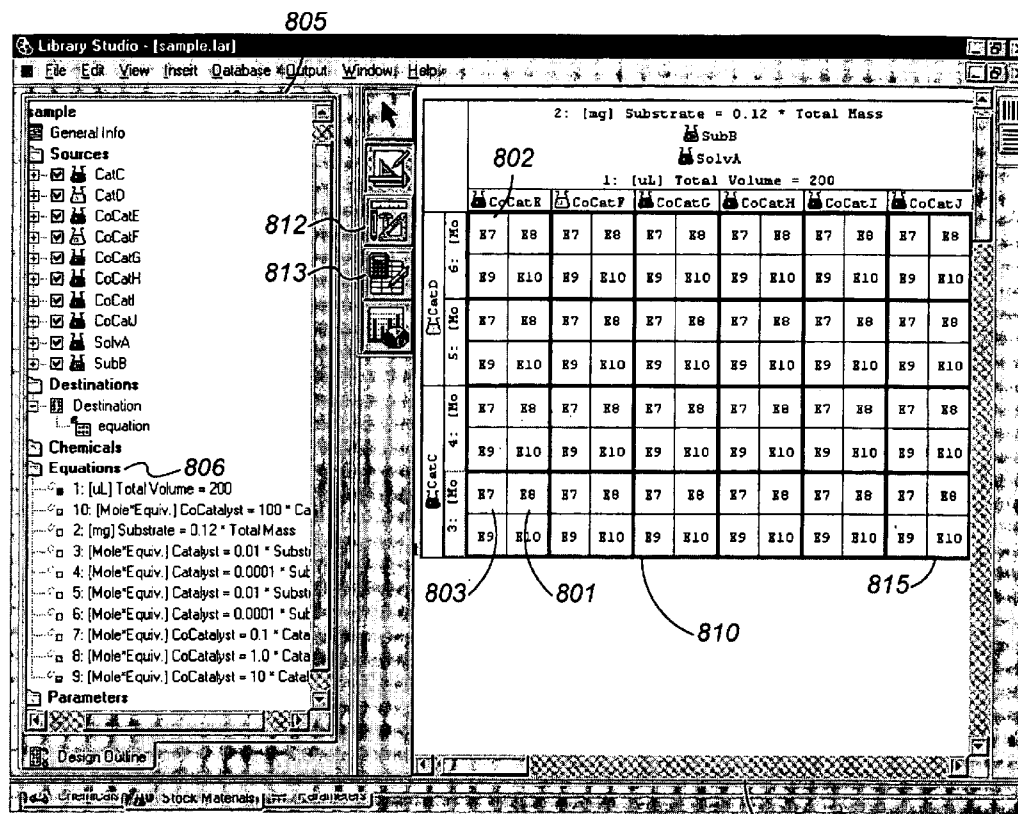 805
Library Studio - [sample.lar]
File Edit View Insert Database Output Window Help
sample
General Info
Sources
CatC
CatD
CoCatE
CoCatF
CoCatG
CoCatH
CoCatI
CoCatJ
SolvA
SubB
Destinations
Destination
equation
Chemicals
Equations 806
1: [uL] Total Volume = 200
10: [Mole*Equiv.] CoCatalyst = 100 * Ca
2: [mg] Substrate = 0.12 * Total Mass
3: [Mole*Equiv.] Catalyst = 0.01 * Substr
4: [Mole*Equiv.] Catalyst = 0.0001 * Sub
5: [Mole*Equiv.] Catalyst = 0.01 * Substr
6: [Mole*Equiv.] Catalyst = 0.0001 * Sub
7: [Mole*Equiv.] CoCatalyst = 0.1 * Cata
8: [Mole*Equiv.] CoCatalyst = 1.0 * Cata
9: [Mole*Equiv.] CoCatalyst = 10 * Catal
Parameters
Design Outline
Chemicals Stock Materials Parameters
812
813
2: [mg] Substrate = 0.12 * Total Mass
SubB
SolvA
802
1: [uL] Total Volume = 200
CoCatE CoCatF CoCatG CoCatH CoCatI CoCatJ
CatD
6: [Mo
E7 E8 E7 E8 E7 E8 E7 E8 E7 E8 E7 E8
E9 E10 E9 E10 E9 E10 E9 E10 E9 E10 E9 E10
5: [Mo
E7 E8 E7 E8 E7 E8 E7 E8 E7 E8 E7 E8
E9 E10 E9 E10 E9 E10 E9 E10 E9 E10 E9 E10
CatC
4: [Mo
E7 E8 E7 E8 E7 E8 E7 E8 E7 E8 E7 E8
E9 E10 E9 E10 E9 E10 E9 E10 E9 E10 E9 E10
3: [Mo
E7 E8 E7 E8 E7 E8 E7 E8 E7 E8 E7 E8
E9 E10 E9 E10 E9 E10 E9 E10 E9 E10 E9 E10
803 801 810 815